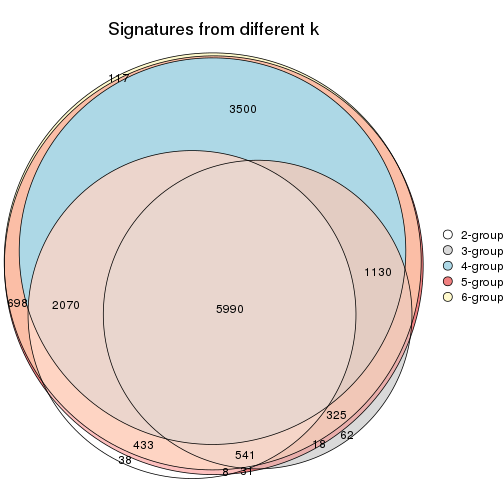 Signatures from different k
117
3500
2-group
3-group
4-group
5-group
6-group
1130
698
2070
5990
325
62
18
433
541
38
8
31